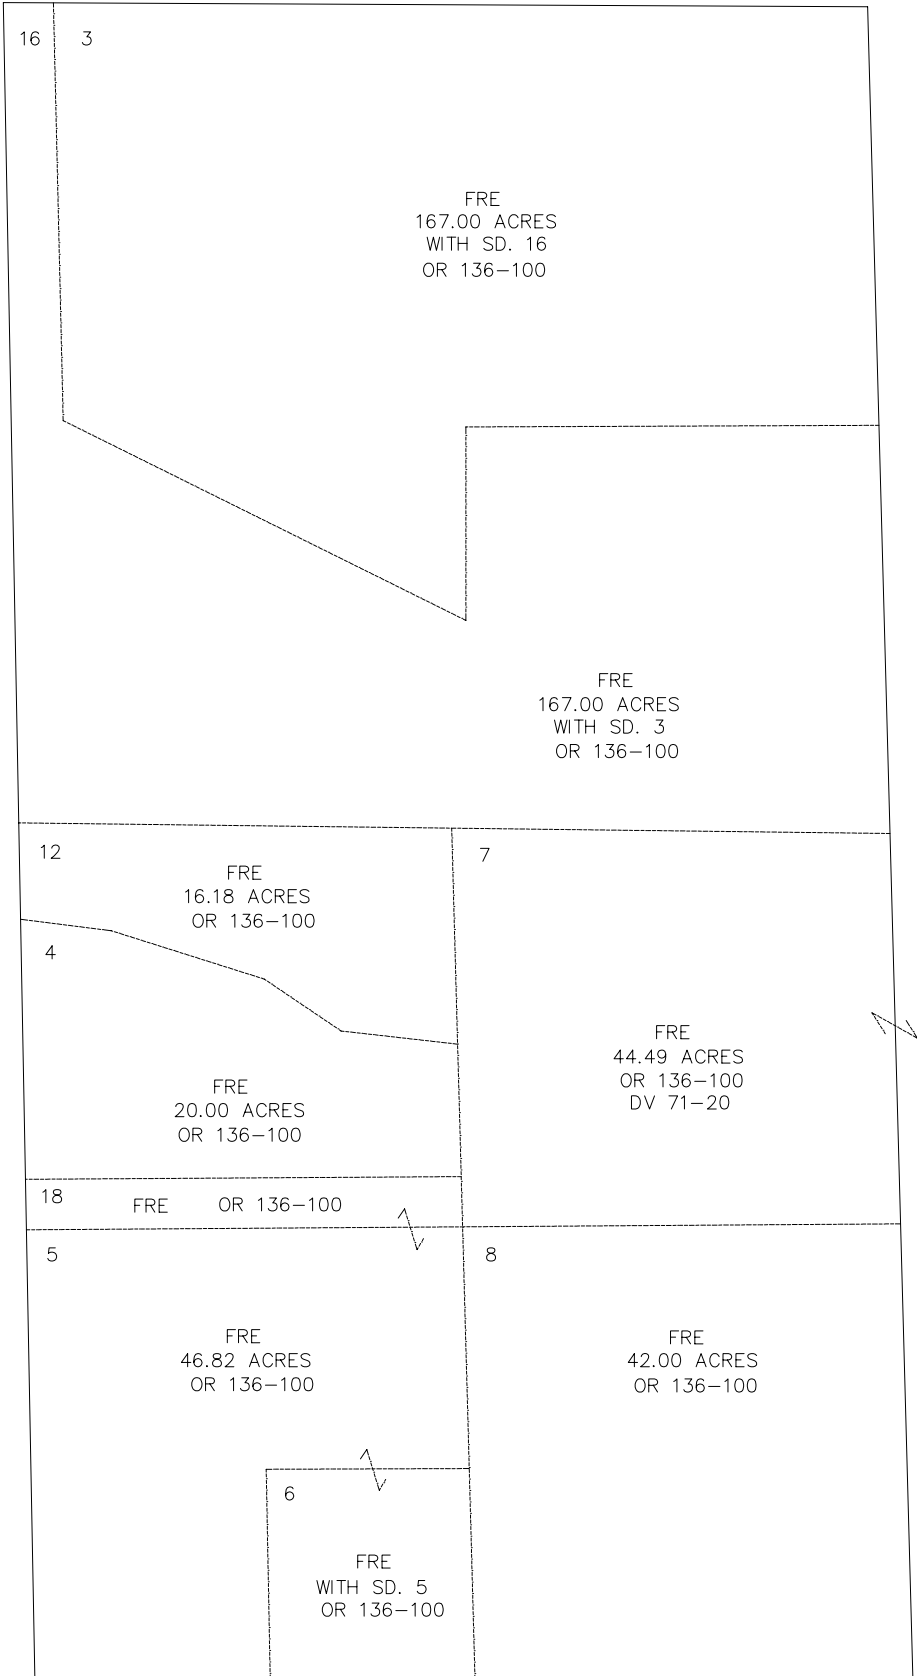 16 3
FRE
167.00 ACRES
WITH SD. 16
OR 136-100
FRE
167.00 ACRES
WITH SD. 3
OR 136-100
12
FRE
16.18 ACRES
OR 136-100
7
4
FRE
44.49 ACRES
OR 136-100
DV 71-20
FRE
20.00 ACRES
OR 136-100
18 FRE OR 136-100
5
8
FRE
46.82 ACRES
OR 136-100
FRE
42.00 ACRES
OR 136-100
6
FRE
WITH SD. 5
OR 136-100